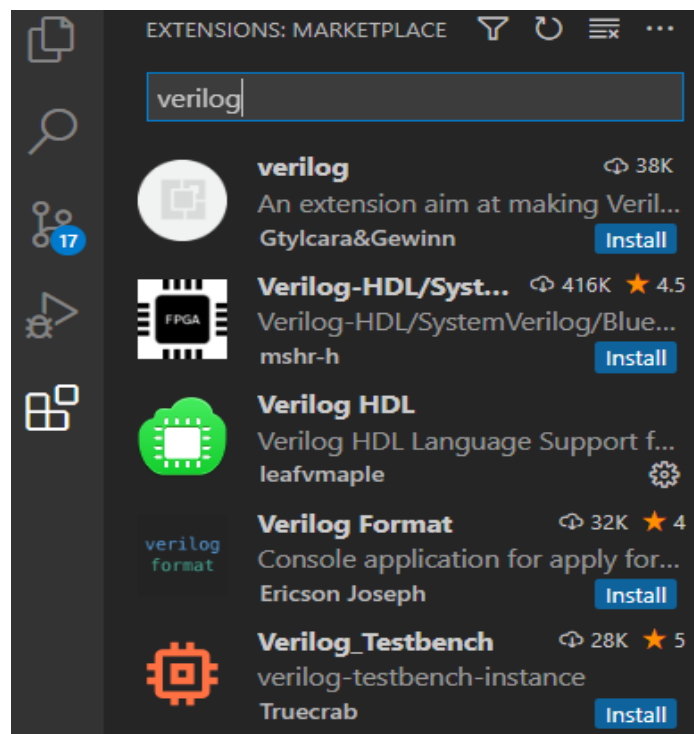 EXTENSIONS: MARKETPLACE
verilog
17
verilog 38K
An extension aim at making Veril...
Gtylcara&Gewinn Install
Verilog-HDL/Syst... 416K ★ 4.5
FPGA
Verilog-HDL/SystemVerilog/Blue...
mshr-h Install
Verilog HDL
Verilog HDL Language Support f...
leafvmaple
Verilog Format 32K ★ 4
verilog
format
Console application for apply for...
Ericson Joseph Install
Verilog_Testbench 28K ★ 5
verilog-testbench-instance
Truecrab Install